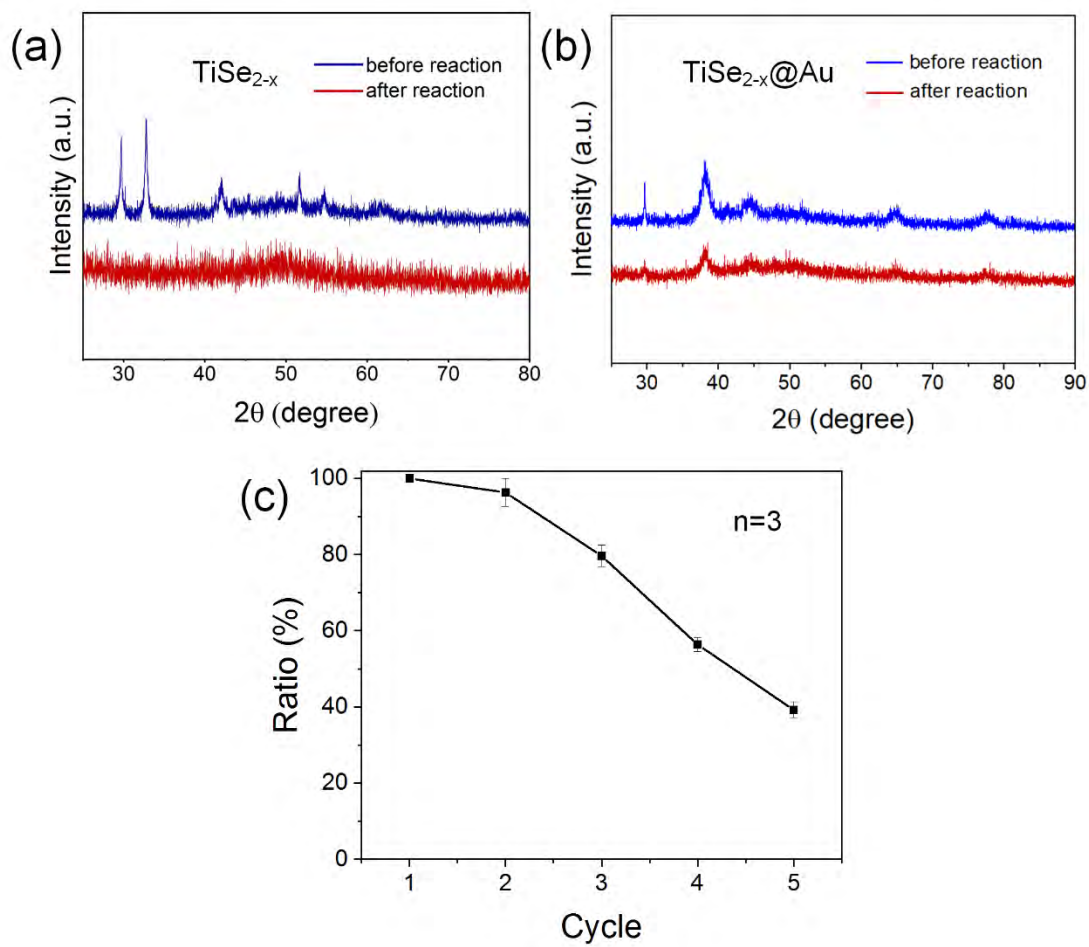 (a)
TiSe2-x
before reaction
after reaction
Intensity (a.u.)
30 40 50 60 70 80
2θ (degree)
(b)
TiSe2-x@Au
before reaction
after reaction
Intensity (a.u.)
30 40 50 60 70 80 90
2θ (degree)
(c)
n=3
100
80
60
40
20
0
Ratio (%)
1 2 3 4 5
Cycle